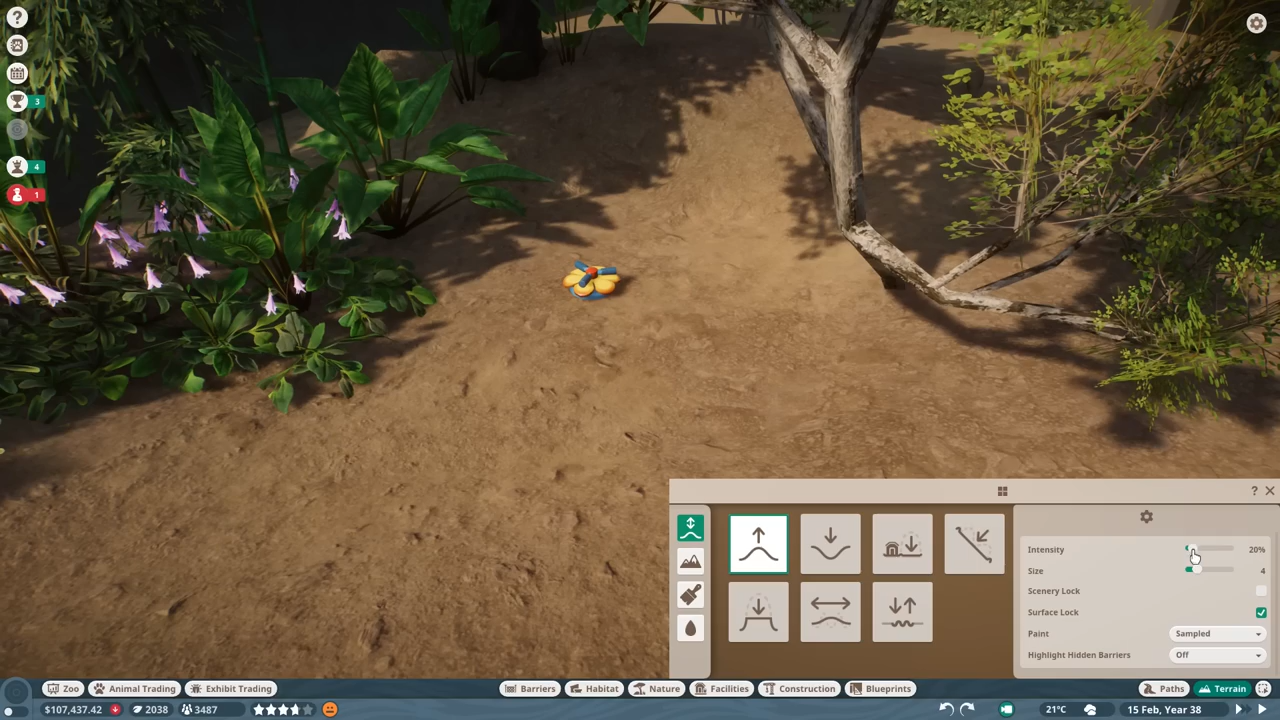 ?
3
4
1
?
Intensity 20%
Size 4
Scenery Lock
Surface Lock
Paint Sampled
Highlight Hidden Barriers Off
Zoo Animal Trading Exhibit Trading Barriers Habitat Nature Facilities Construction Blueprints Paths Terrain
$107,437.42 2038 3487 21°C 15 Feb, Year 38